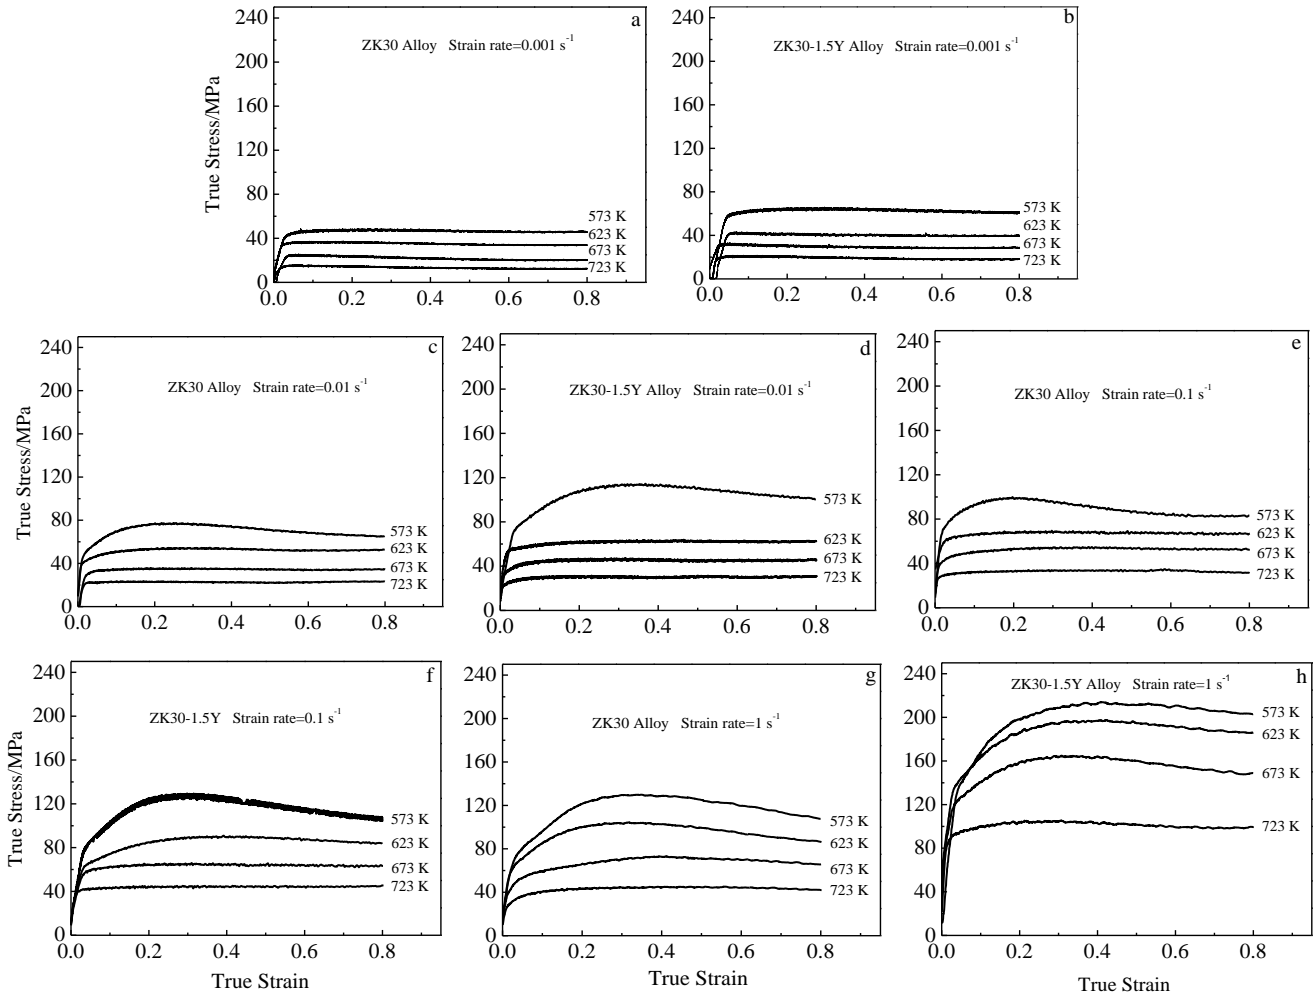 a
ZK30 Alloy Strain rate=0.001 s-1
True Stress/MPa
240
200
160
120
80
40
0
573 K
623 K
673 K
723 K
0.0 0.2 0.4 0.6 0.8
b
ZK30-1.5Y Alloy Strain rate=0.001 s-1
240
200
160
120
80
40
0
573 K
623 K
673 K
723 K
0.0 0.2 0.4 0.6 0.8
c
ZK30 Alloy Strain rate=0.01 s-1
True Stress/MPa
240
200
160
120
80
40
0
573 K
623 K
673 K
723 K
0.0 0.2 0.4 0.6 0.8
d
ZK30-1.5Y Alloy Strain rate=0.01 s-1
240
200
160
120
80
40
0
573 K
623 K
673 K
723 K
0.0 0.2 0.4 0.6 0.8
e
ZK30 Alloy Strain rate=0.1 s-1
240
200
160
120
80
40
0
573 K
623 K
673 K
723 K
0.0 0.2 0.4 0.6 0.8
f
ZK30-1.5Y Strain rate=0.1 s-1
True Stress/MPa
240
200
160
120
80
40
0
573 K
623 K
673 K
723 K
0.0 0.2 0.4 0.6 0.8
True Strain
g
ZK30 Alloy Strain rate=1 s-1
240
200
160
120
80
40
0
573 K
623 K
673 K
723 K
0.0 0.2 0.4 0.6 0.8
True Strain
h
ZK30-1.5Y Alloy Strain rate=1 s-1
240
200
160
120
80
40
0
573 K
623 K
673 K
723 K
0.0 0.2 0.4 0.6 0.8
True Strain